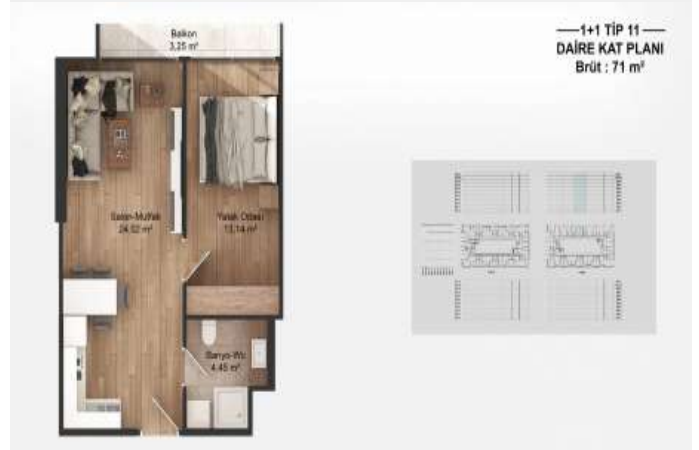 1+1 TİP 11
DAİRE KAT PLANI
Brüt : 71 m²
Balkon
3,25 m²
Salon-Mutfak
24,52 m²
Yatak Odası
13,14 m²
Banyo-Wc
4,45 m²